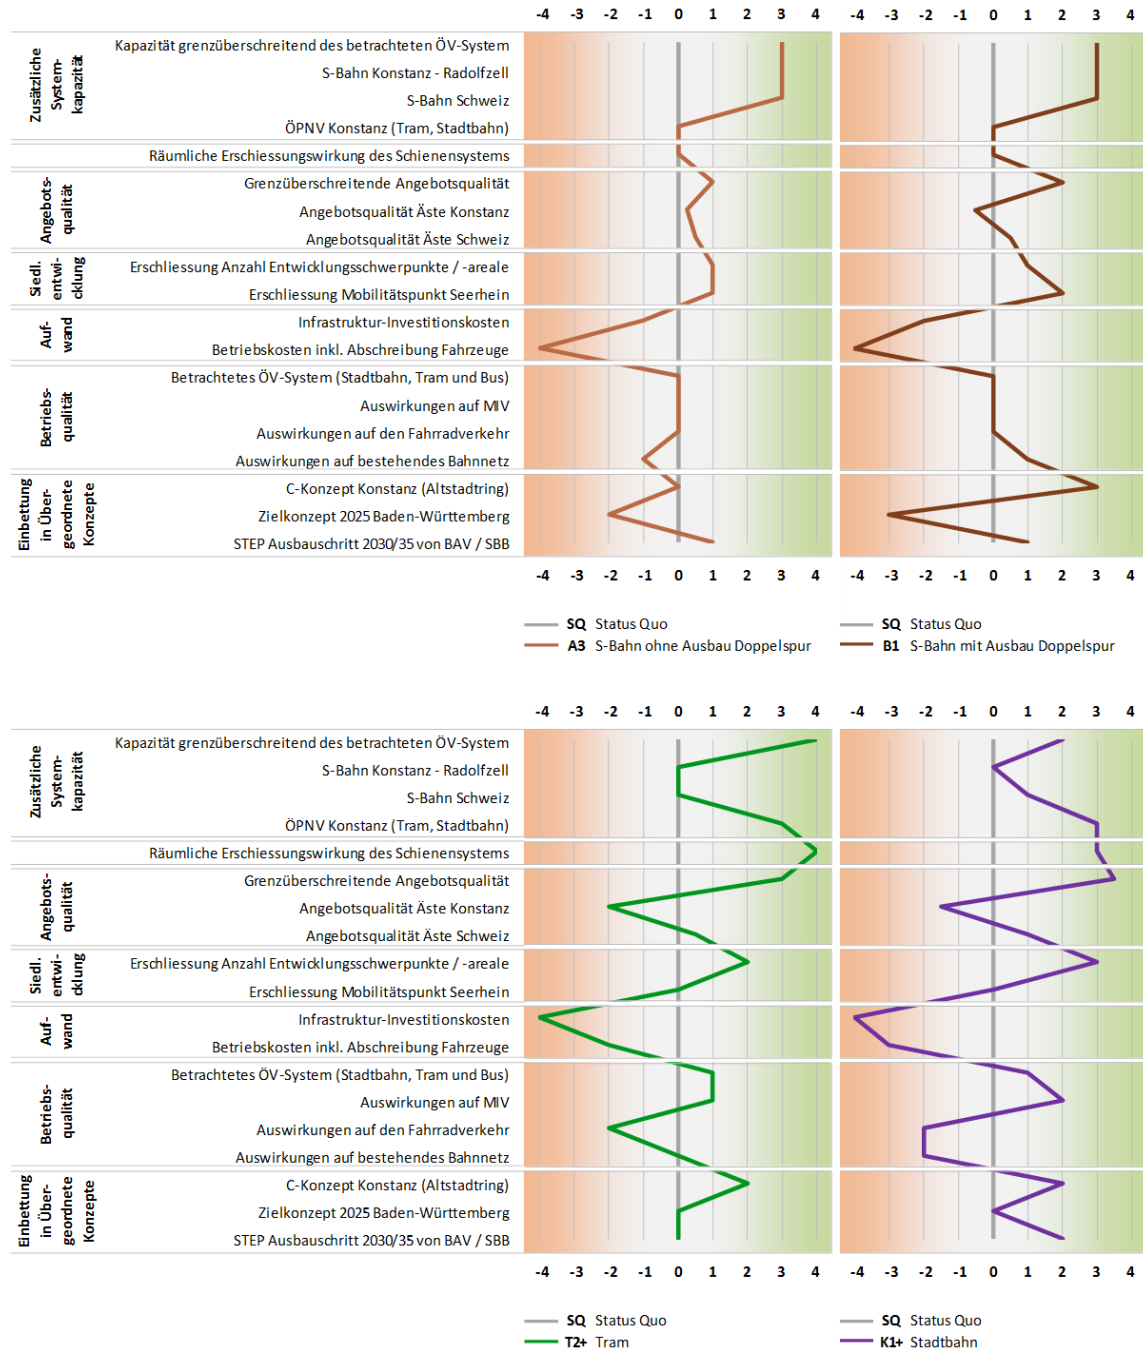 -4 -3 -2 -1 0 1 2 3 4 -4 -3 -2 -1 0 1 2 3 4
Zusätzliche
System-
kapazität
Kapazität grenzüberschreitend des betrachteten ÖV-System
S-Bahn Konstanz - Radolfzell
S-Bahn Schweiz
ÖPNV Konstanz (Tram, Stadtbahn)
Räumliche Erschiessungswirkung des Schienensystems
Angebots-
qualität
Grenzüberschreitende Angebotsqualität
Angebotsqualität Äste Konstanz
Angebotsqualität Äste Schweiz
Siedl.
entwi-
cklung
Erschliessung Anzahl Entwicklungsschwerpunkte / -areale
Erschliessung Mobilitätspunkt Seerhein
Auf-
wand
Infrastruktur-Investitionskosten
Betriebskosten inkl. Abschreibung Fahrzeuge
Betriebs-
qualität
Betrachtetes ÖV-System (Stadtbahn, Tram und Bus)
Auswirkungen auf MIV
Auswirkungen auf den Fahrradverkehr
Auswirkungen auf bestehendes Bahnnetz
Einbettung
in Über-
geordnete
Konzepte
C-Konzept Konstanz (Altstadtring)
Zielkonzept 2025 Baden-Württemberg
STEP Ausbauschritt 2030/35 von BAV / SBB
-4 -3 -2 -1 0 1 2 3 4 -4 -3 -2 -1 0 1 2 3 4
SQ Status Quo SQ Status Quo
A3 S-Bahn ohne Ausbau Doppelspur B1 S-Bahn mit Ausbau Doppelspur
-4 -3 -2 -1 0 1 2 3 4 -4 -3 -2 -1 0 1 2 3 4
Zusätzliche
System-
kapazität
Kapazität grenzüberschreitend des betrachteten ÖV-System
S-Bahn Konstanz - Radolfzell
S-Bahn Schweiz
ÖPNV Konstanz (Tram, Stadtbahn)
Räumliche Erschiessungswirkung des Schienensystems
Angebots-
qualität
Grenzüberschreitende Angebotsqualität
Angebotsqualität Äste Konstanz
Angebotsqualität Äste Schweiz
Siedl.
entwi-
cklung
Erschliessung Anzahl Entwicklungsschwerpunkte / -areale
Erschliessung Mobilitätspunkt Seerhein
Auf-
wand
Infrastruktur-Investitionskosten
Betriebskosten inkl. Abschreibung Fahrzeuge
Betriebs-
qualität
Betrachtetes ÖV-System (Stadtbahn, Tram und Bus)
Auswirkungen auf MIV
Auswirkungen auf den Fahrradverkehr
Auswirkungen auf bestehendes Bahnnetz
Einbettung
in Über-
geordnete
Konzepte
C-Konzept Konstanz (Altstadtring)
Zielkonzept 2025 Baden-Württemberg
STEP Ausbauschritt 2030/35 von BAV / SBB
-4 -3 -2 -1 0 1 2 3 4 -4 -3 -2 -1 0 1 2 3 4
SQ Status Quo SQ Status Quo
T2+ Tram K1+ Stadtbahn